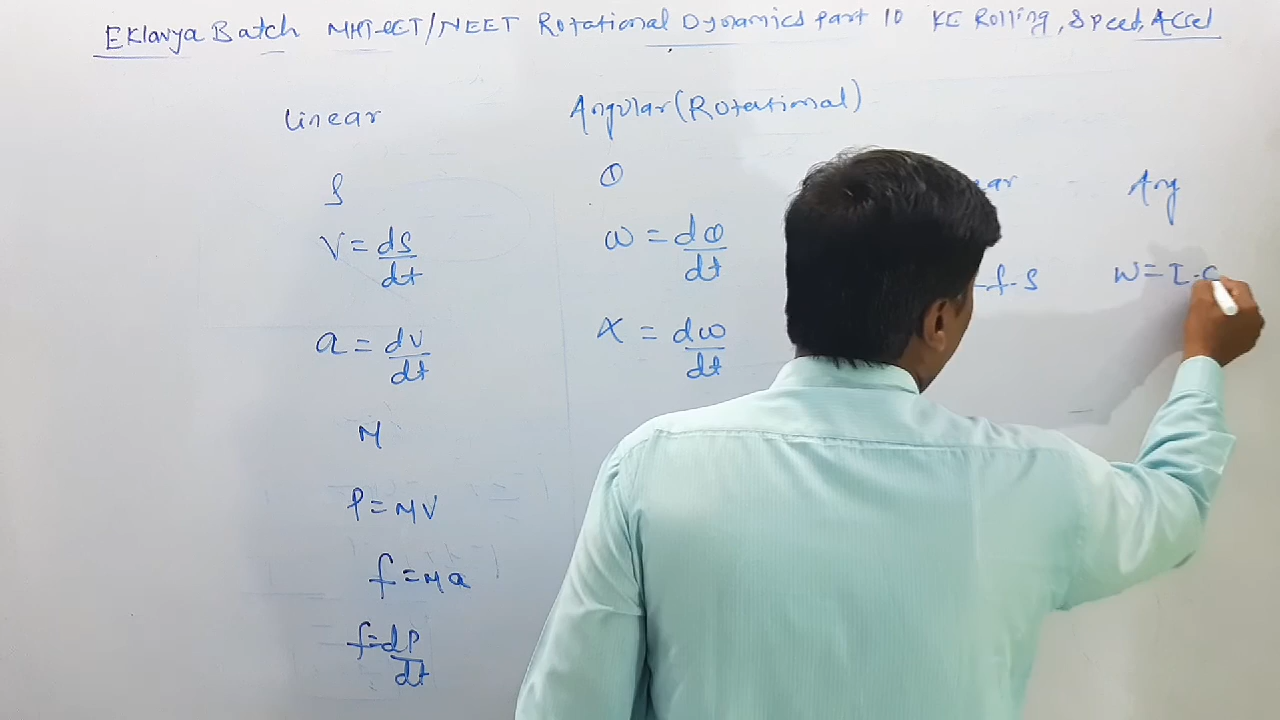 Eklavya Batch MHT-CET/NEET Rotational Dynamics Part 10 KE Rolling, Speed, Accel
Linear Angular (Rotational)
S θ
ar Ang
V = ds/dt ω = dθ/dt
f. S W = τ.
a = dv/dt α = dω/dt
M
P = MV
f = Ma
f = dP/dt